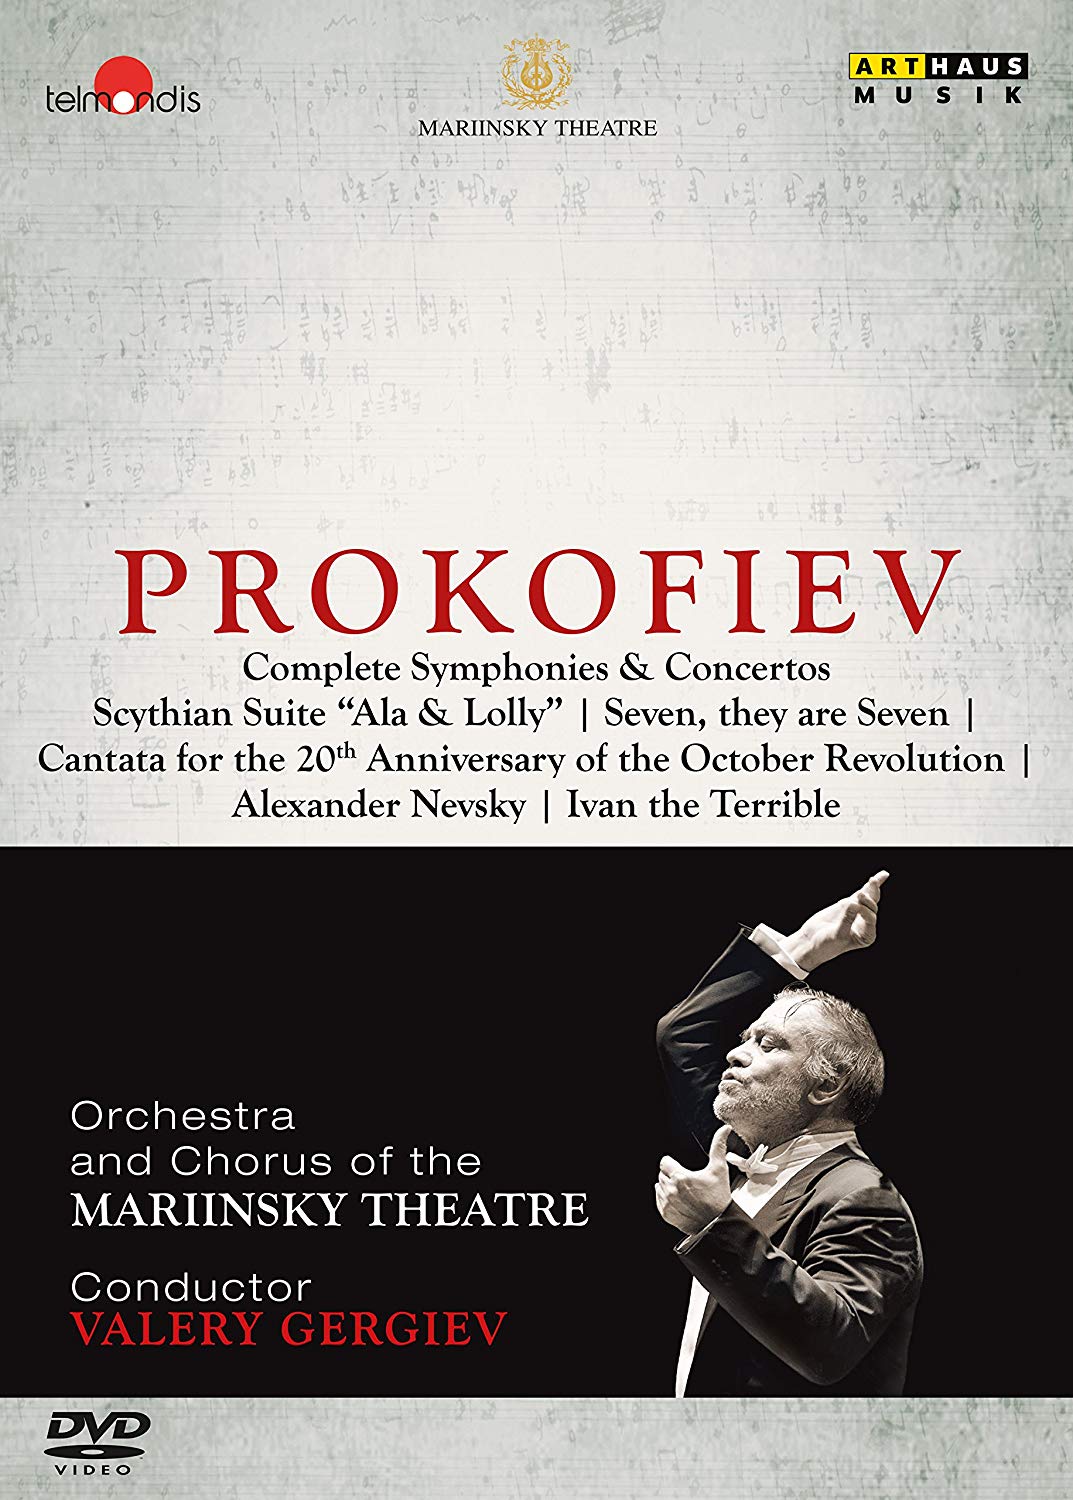 telmondis
MARIINSKY THEATRE
ARTHAUS
MUSIK
PROKOFIEV
Complete Symphonies & Concertos
Scythian Suite “Ala & Lolly” | Seven, they are Seven |
Cantata for the 20th Anniversary of the October Revolution |
Alexander Nevsky | Ivan the Terrible
Orchestra
and Chorus of the
MARIINSKY THEATRE
Conductor
VALERY GERGIEV
DVD
VIDEO